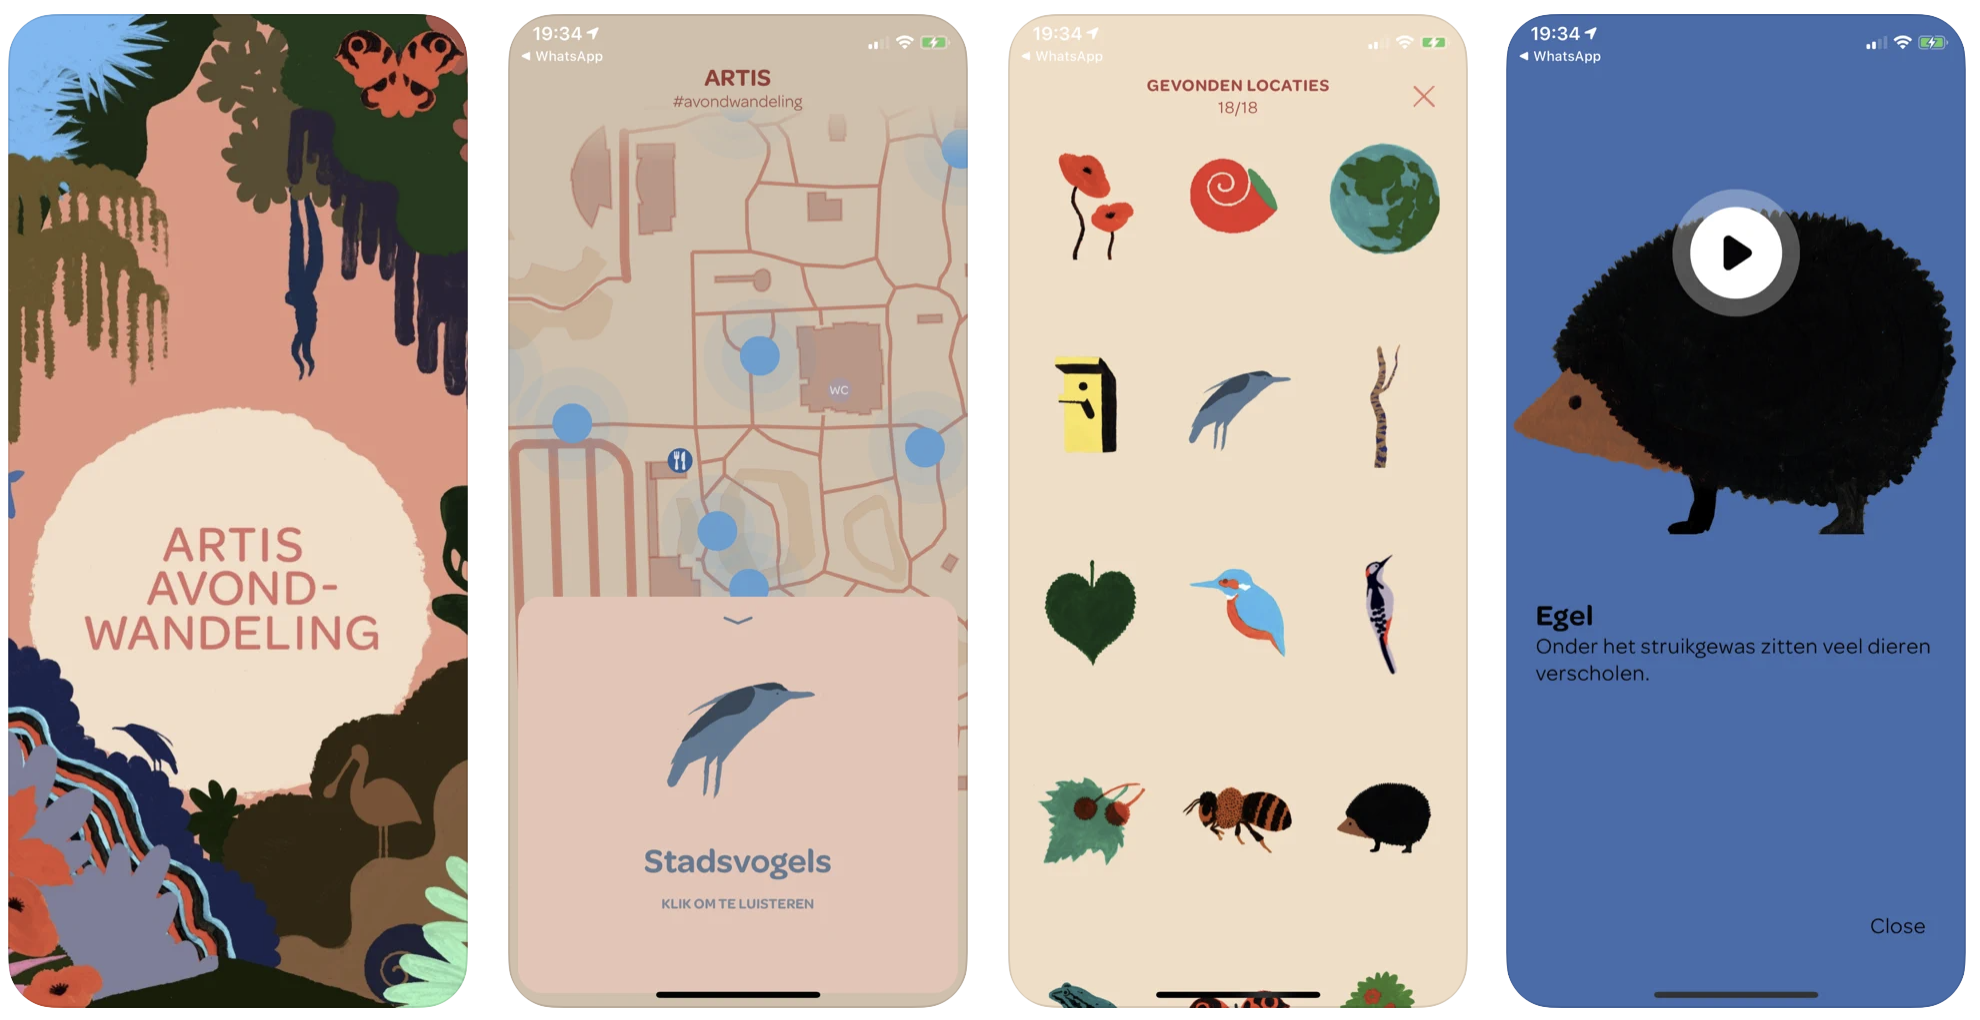 ARTIS
AVOND-
WANDELING
19:34
WhatsApp
ARTIS
#avondwandeling
WC
Stadsvogels
KLIK OM TE LUISTEREN
19:34
WhatsApp
GEVONDEN LOCATIES
18/18
19:34
WhatsApp
Egel
Onder het struikgewas zitten veel dieren
verscholen.
Close